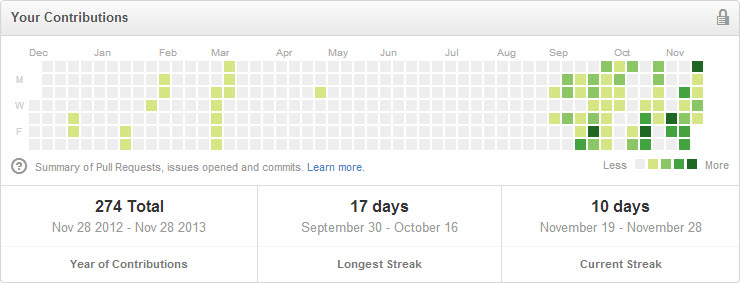 Your Contributions
Dec Jan Feb Mar Apr May Jun Jul Aug Sep Oct Nov
M
W
F
? Summary of Pull Requests, issues opened and commits. Learn more. Less More
274 Total 17 days 10 days
Nov 28 2012 - Nov 28 2013 September 30 - October 16 November 19 - November 28
Year of Contributions Longest Streak Current Streak